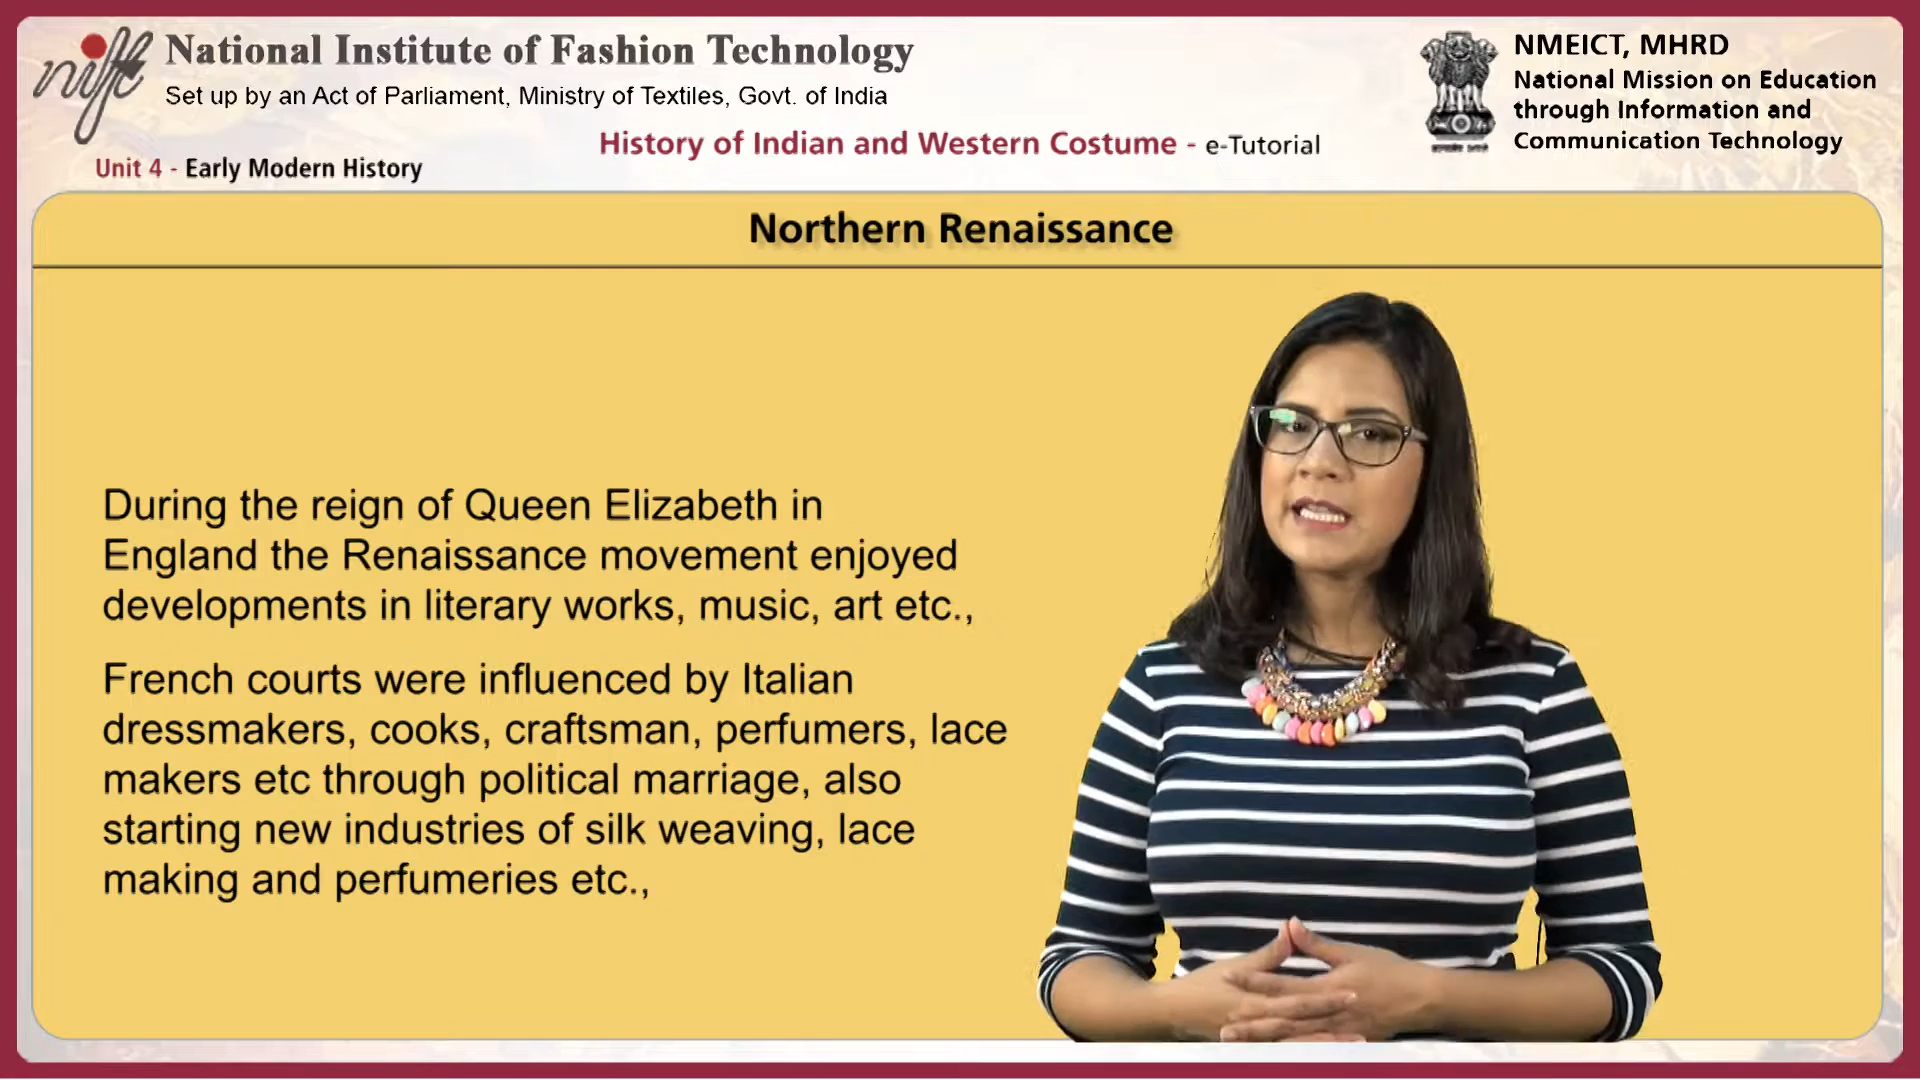 nift
National Institute of Fashion Technology
Set up by an Act of Parliament, Ministry of Textiles, Govt. of India
NMEICT, MHRD
National Mission on Education
through Information and
Communication Technology
History of Indian and Western Costume - e-Tutorial
Unit 4 - Early Modern History
Northern Renaissance
During the reign of Queen Elizabeth in
England the Renaissance movement enjoyed
developments in literary works, music, art etc.,
French courts were influenced by Italian
dressmakers, cooks, craftsman, perfumers, lace
makers etc through political marriage, also
starting new industries of silk weaving, lace
making and perfumeries etc.,